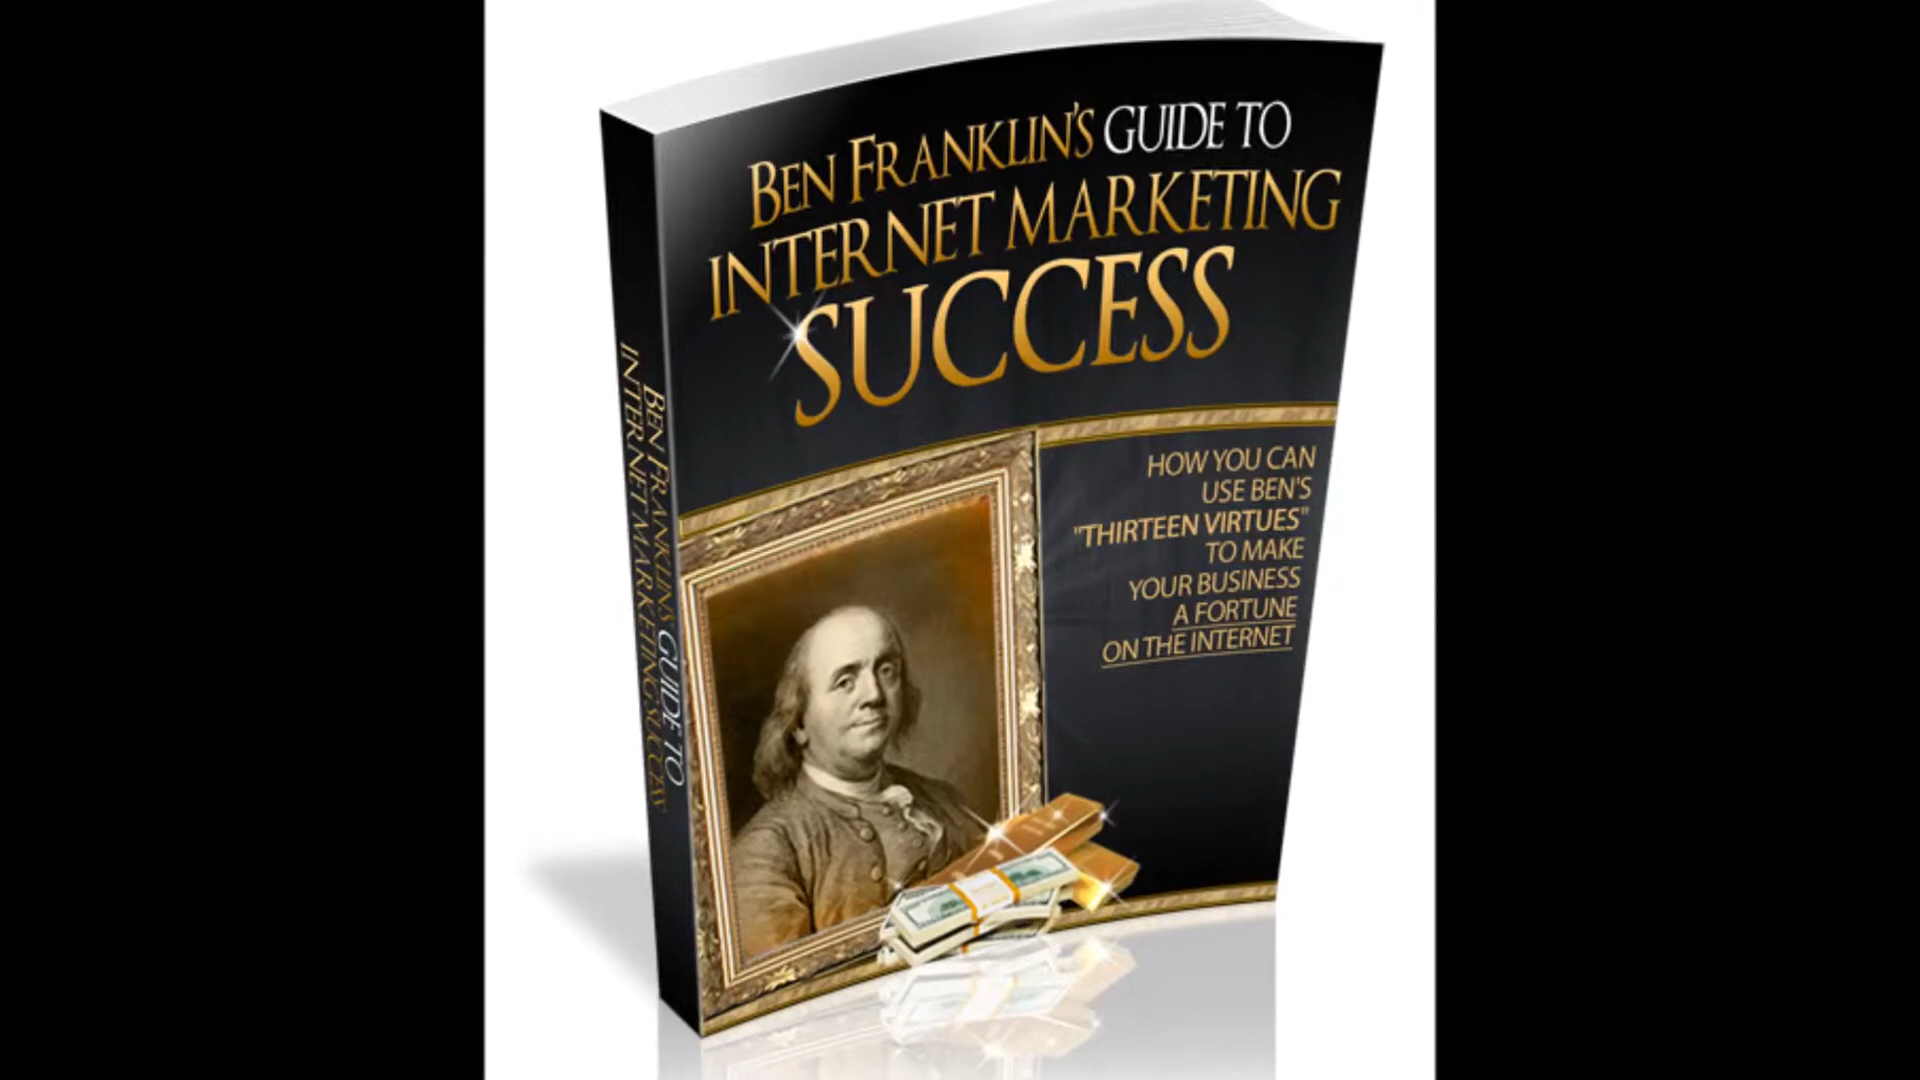 BEN FRANKLIN'S GUIDE TO
INTERNET MARKETING
SUCCESS
HOW YOU CAN
USE BEN'S
"THIRTEEN VIRTUES"
TO MAKE
YOUR BUSINESS
A FORTUNE
ON THE INTERNET
BEN FRANKLIN'S GUIDE TO
INTERNET MARKETING SUCCESS